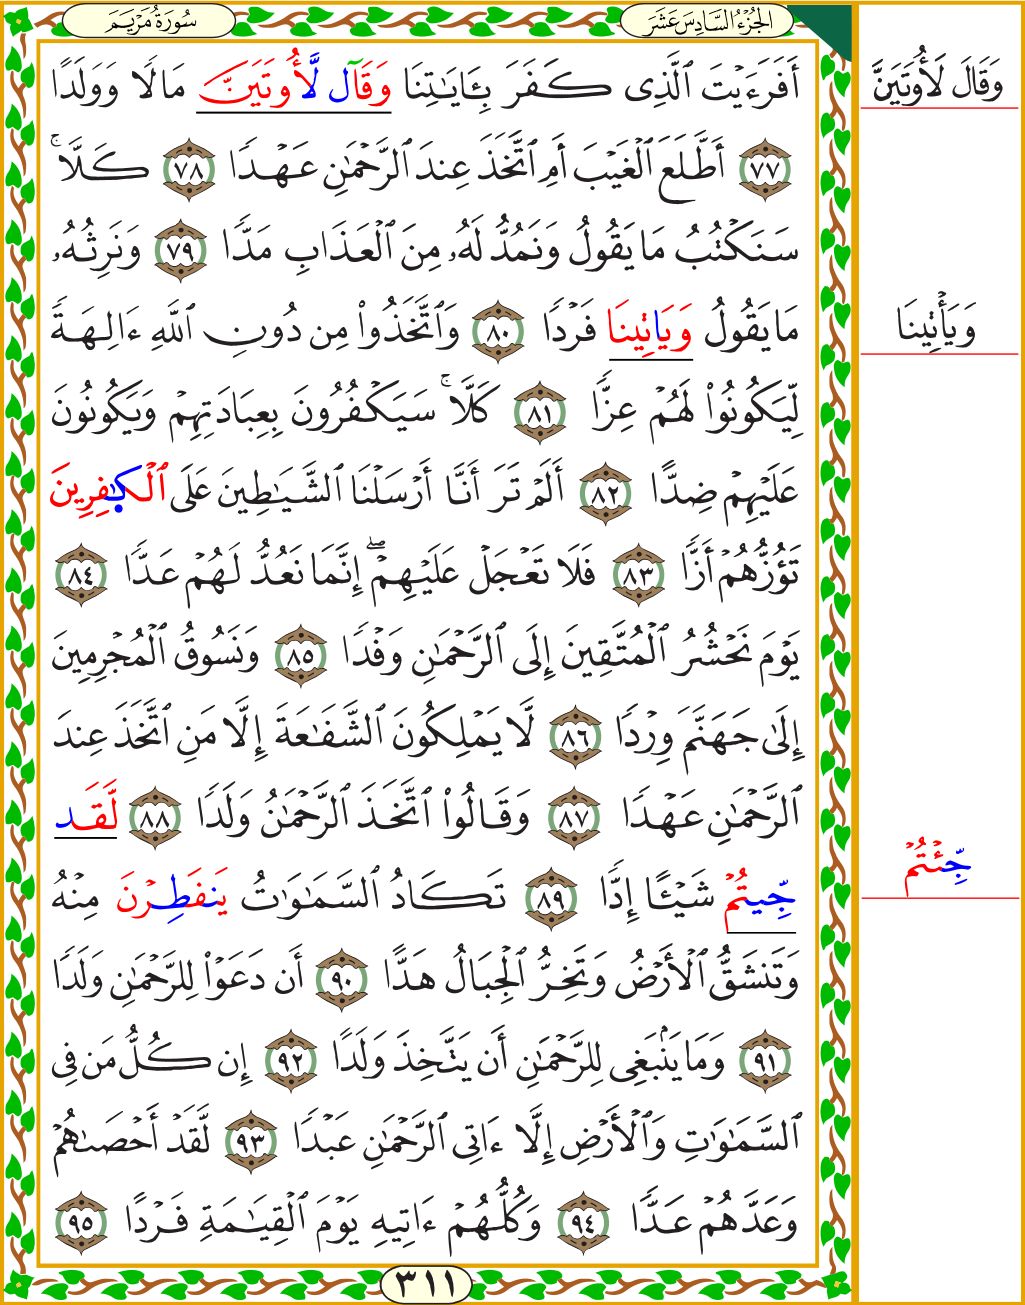 الجُزْءُ السَّادِسَ عَشَرَ
سُورَةُ مَرْيَم
أَفَرَءَيْتَ ٱلَّذِى كَفَرَ بِـَٔايَـٰتِنَا وَقَآل لَّأُوتَيَنَّ مَالًا وَوَلَدًا
٧٧ أَطَّلَعَ ٱلْغَيْبَ أَمِ ٱتَّخَذَ عِندَ ٱلرَّحْمَـٰنِ عَهْدًا ٧٨ كَلَّا ۚ
سَنَكْتُبُ مَا يَقُولُ وَنَمُدُّ لَهُۥ مِنَ ٱلْعَذَابِ مَدًّا ٧٩ وَنَرِثُهُۥ
مَا يَقُولُ وَيَاتِينَا فَرْدًا ٨٠ وَٱتَّخَذُوا۟ مِن دُونِ ٱللَّهِ ءَالِهَةً
لِّيَكُونُوا۟ لَهُمْ عِزًّا ٨١ كَلَّا ۚ سَيَكْفُرُونَ بِعِبَادَتِهِمْ وَيَكُونُونَ
عَلَيْهِمْ ضِدًّا ٨٢ أَلَمْ تَرَ أَنَّا أَرْسَلْنَا ٱلشَّيَـٰطِينَ عَلَى ٱلْكَـٰفِرِينَ
تَؤُزُّهُمْ أَزًّا ٨٣ فَلَا تَعْجَلْ عَلَيْهِمْ ۖ إِنَّمَا نَعُدُّ لَهُمْ عَدًّا ٨٤
يَوْمَ نَحْشُرُ ٱلْمُتَّقِينَ إِلَى ٱلرَّحْمَـٰنِ وَفْدًا ٨٥ وَنَسُوقُ ٱلْمُجْرِمِينَ
إِلَىٰ جَهَنَّمَ وِرْدًا ٨٦ لَّا يَمْلِكُونَ ٱلشَّفَـٰعَةَ إِلَّا مَنِ ٱتَّخَذَ عِندَ
ٱلرَّحْمَـٰنِ عَهْدًا ٨٧ وَقَالُوا۟ ٱتَّخَذَ ٱلرَّحْمَـٰنُ وَلَدًا ٨٨ لَّقَد
جِّيتُمْ شَيْـًٔا إِدًّا ٨٩ تَكَادُ ٱلسَّمَـٰوَٰتُ يَنفَطِرْنَ مِنْهُ
وَتَنشَقُّ ٱلْأَرْضُ وَتَخِرُّ ٱلْجِبَالُ هَدًّا ٩٠ أَن دَعَوْا۟ لِلرَّحْمَـٰنِ وَلَدًا
٩١ وَمَا يَنۢبَغِى لِلرَّحْمَـٰنِ أَن يَتَّخِذَ وَلَدًا ٩٢ إِن كُلُّ مَن فِى
ٱلسَّمَـٰوَٰتِ وَٱلْأَرْضِ إِلَّا ءَاتِى ٱلرَّحْمَـٰنِ عَبْدًا ٩٣ لَّقَدْ أَحْصَىٰهُمْ
وَعَدَّهُمْ عَدًّا ٩٤ وَكُلُّهُمْ ءَاتِيهِ يَوْمَ ٱلْقِيَـٰمَةِ فَرْدًا ٩٥
٣١١
وَقَالَ لَأُوتَيَنَّ
وَيَأْتِينَا
جِّئْتُمْ